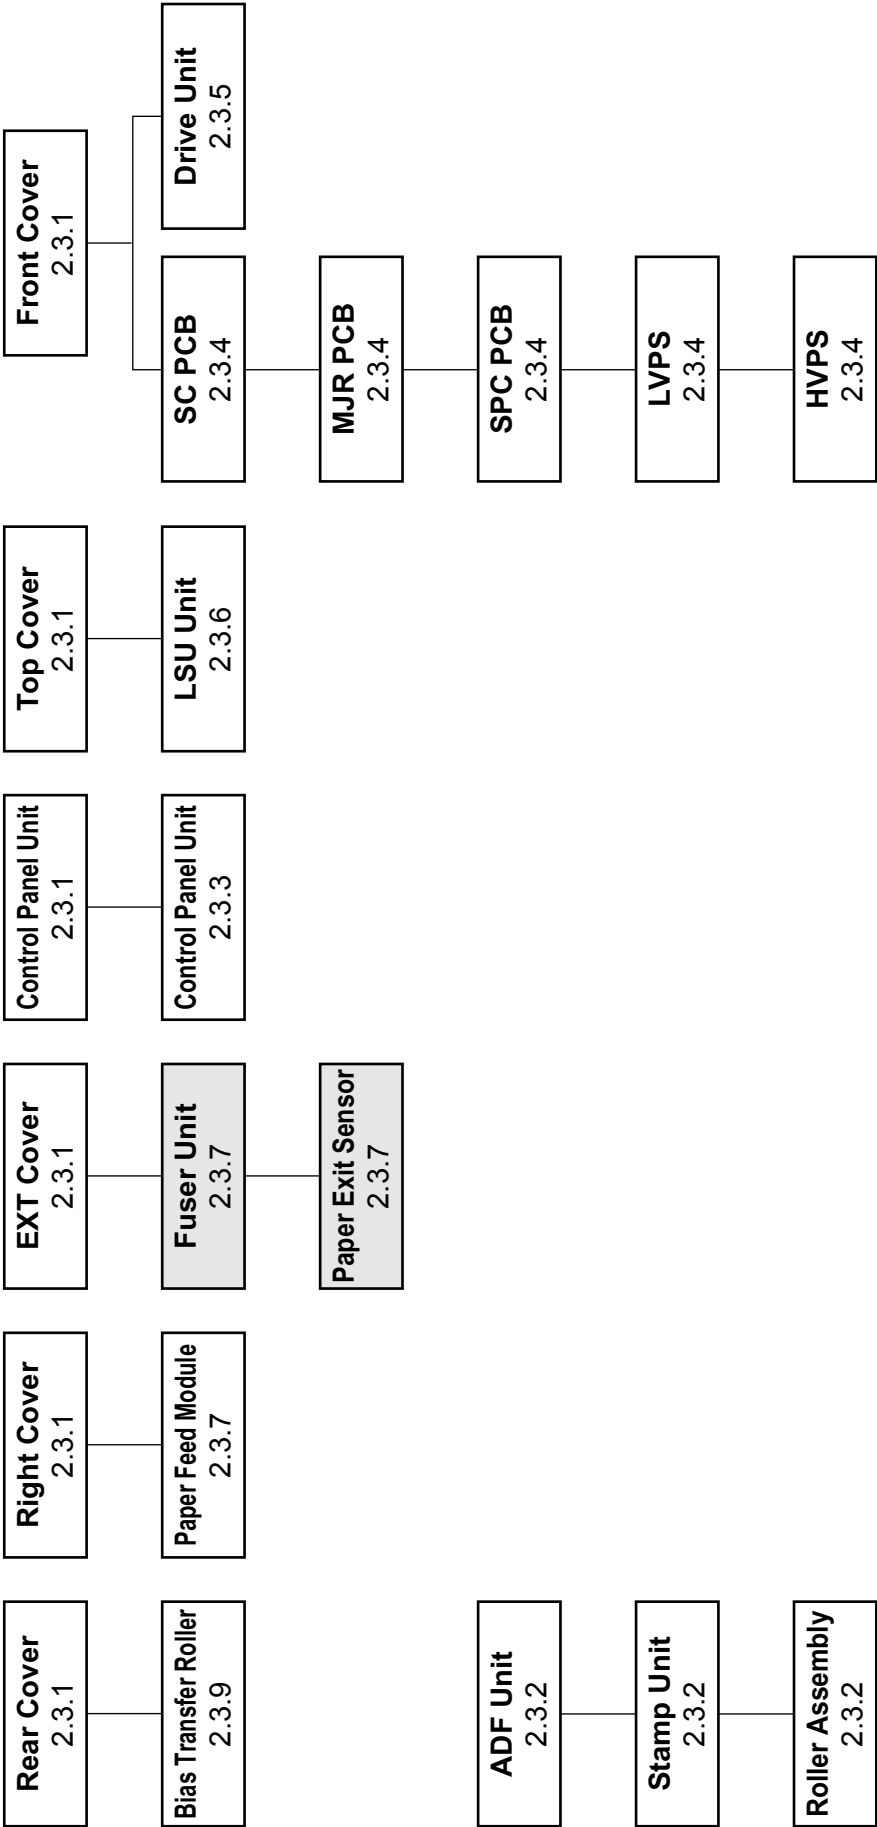 Rear Cover
2.3.1
Bias Transfer Roller
2.3.9
ADF Unit
2.3.2
Stamp Unit
2.3.2
Roller Assembly
2.3.2
Right Cover
2.3.1
Paper Feed Module
2.3.7
EXT Cover
2.3.1
Fuser Unit
2.3.7
Paper Exit Sensor
2.3.7
Control Panel Unit
2.3.1
Control Panel Unit
2.3.3
Top Cover
2.3.1
LSU Unit
2.3.6
Front Cover
2.3.1
SC PCB
2.3.4
MJR PCB
2.3.4
SPC PCB
2.3.4
LVPS
2.3.4
HVPS
2.3.4
Drive Unit
2.3.5